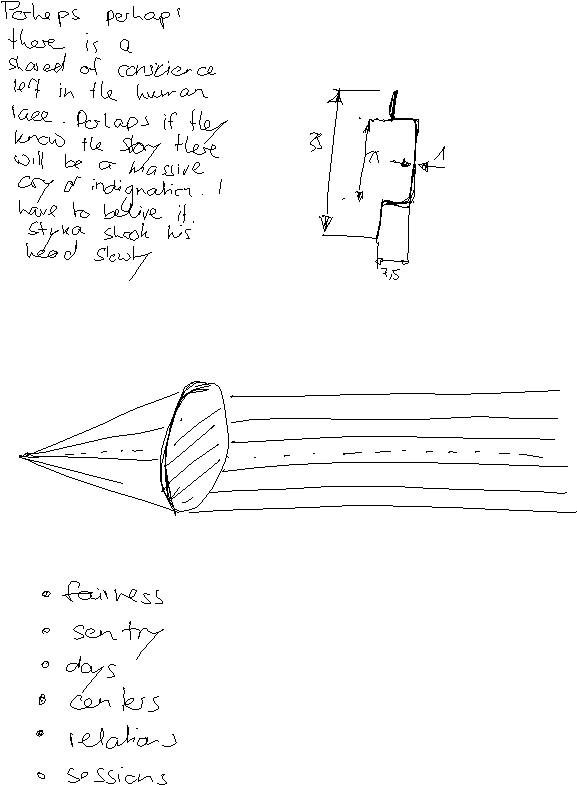 Perhaps perhaps
there is a
shared of conscience
left in the human
race. Perhaps if they
know the story there
will be a massive
cry of indignation. I
have to belive it.
Styka shook his
head slowly
1
7,5
• fairness
• sentry
• days
• centers
• relations
• sessions